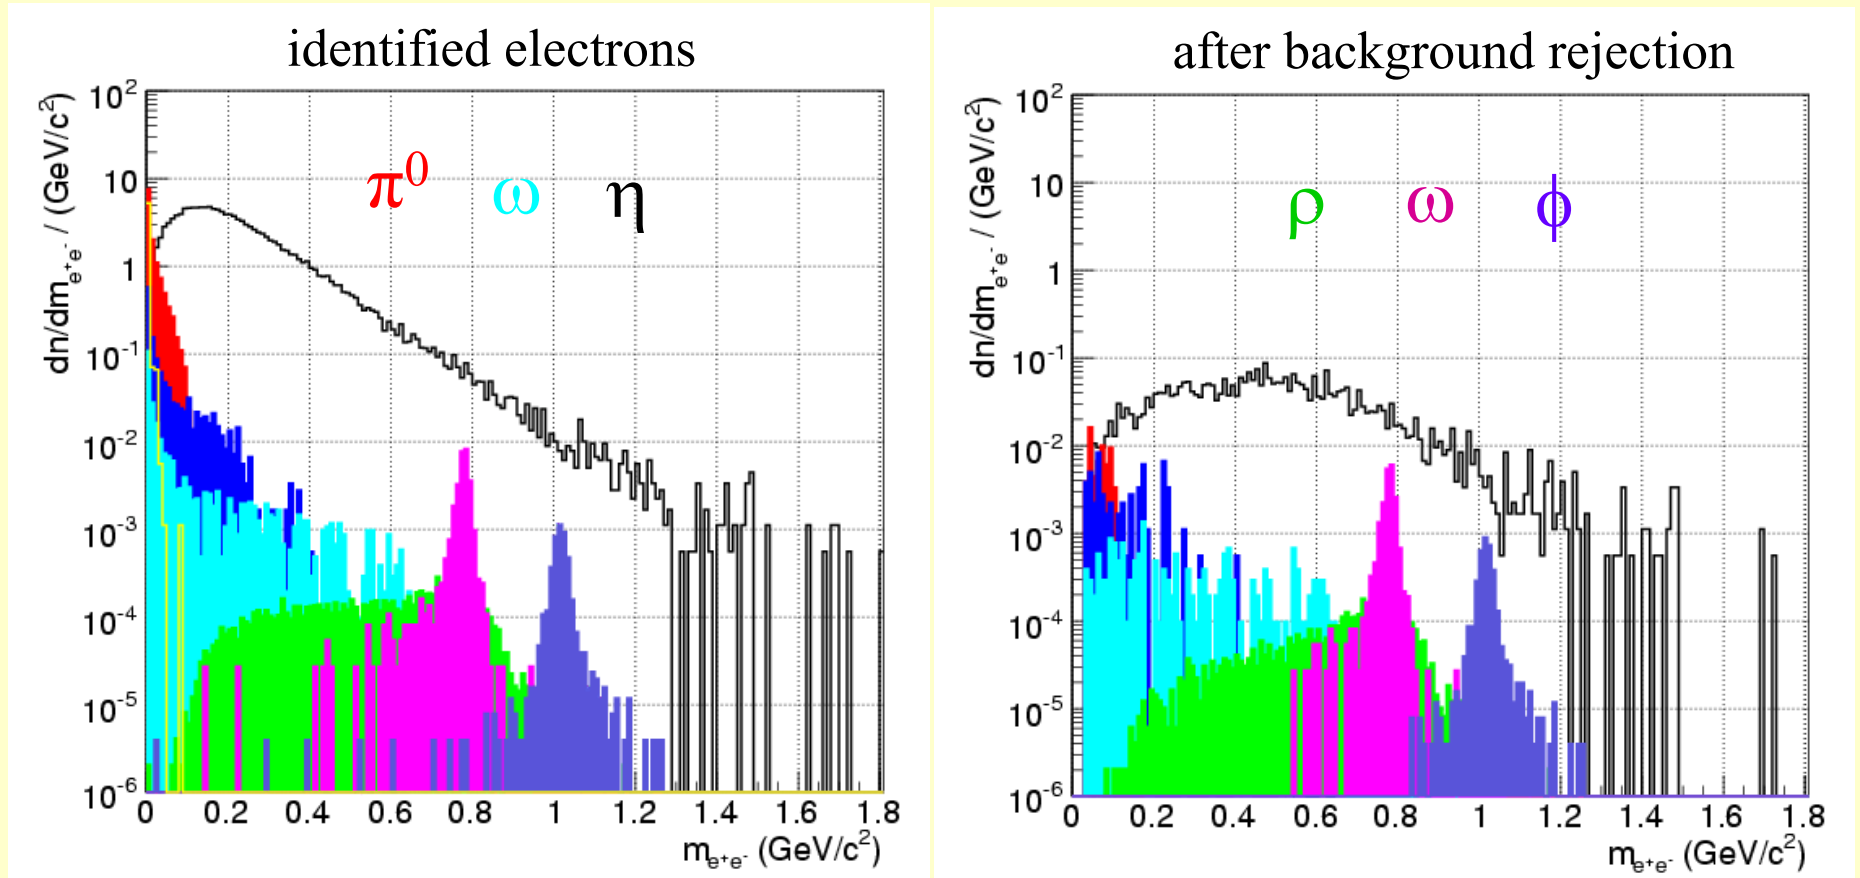 identified electrons
10²
10
1
10⁻¹
10⁻²
10⁻³
10⁻⁴
10⁻⁵
10⁻⁶
dn/dm_e⁺e⁻ / (GeV/c²)
π⁰ ω η
0 0.2 0.4 0.6 0.8 1 1.2 1.4 1.6 1.8
m_e⁺e⁻ (GeV/c²)
after background rejection
10²
10
1
10⁻¹
10⁻²
10⁻³
10⁻⁴
10⁻⁵
10⁻⁶
dn/dm_e⁺e⁻ / (GeV/c²)
ρ ω ϕ
0 0.2 0.4 0.6 0.8 1 1.2 1.4 1.6 1.8
m_e⁺e⁻ (GeV/c²)